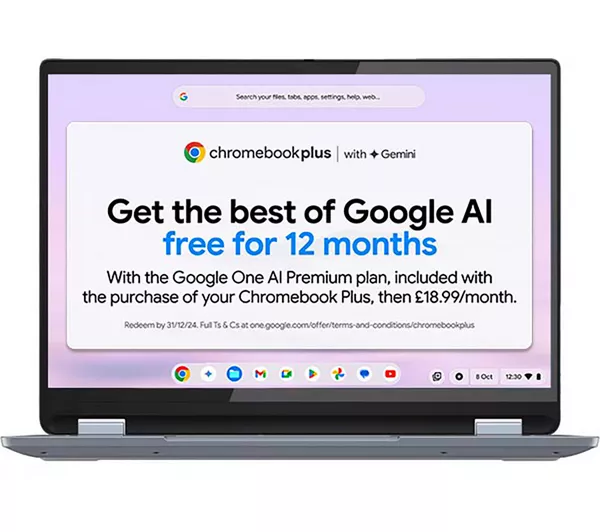 Search your files, tabs, apps, settings, help, web...
chromebookplus | with Gemini
Get the best of Google AI
free for 12 months
With the Google One AI Premium plan, included with
the purchase of your Chromebook Plus, then £18.99/month.
Redeem by 31/12/24. Full Ts & Cs at one.google.com/offer/terms-and-conditions/chromebookplus
8 Oct 12:30